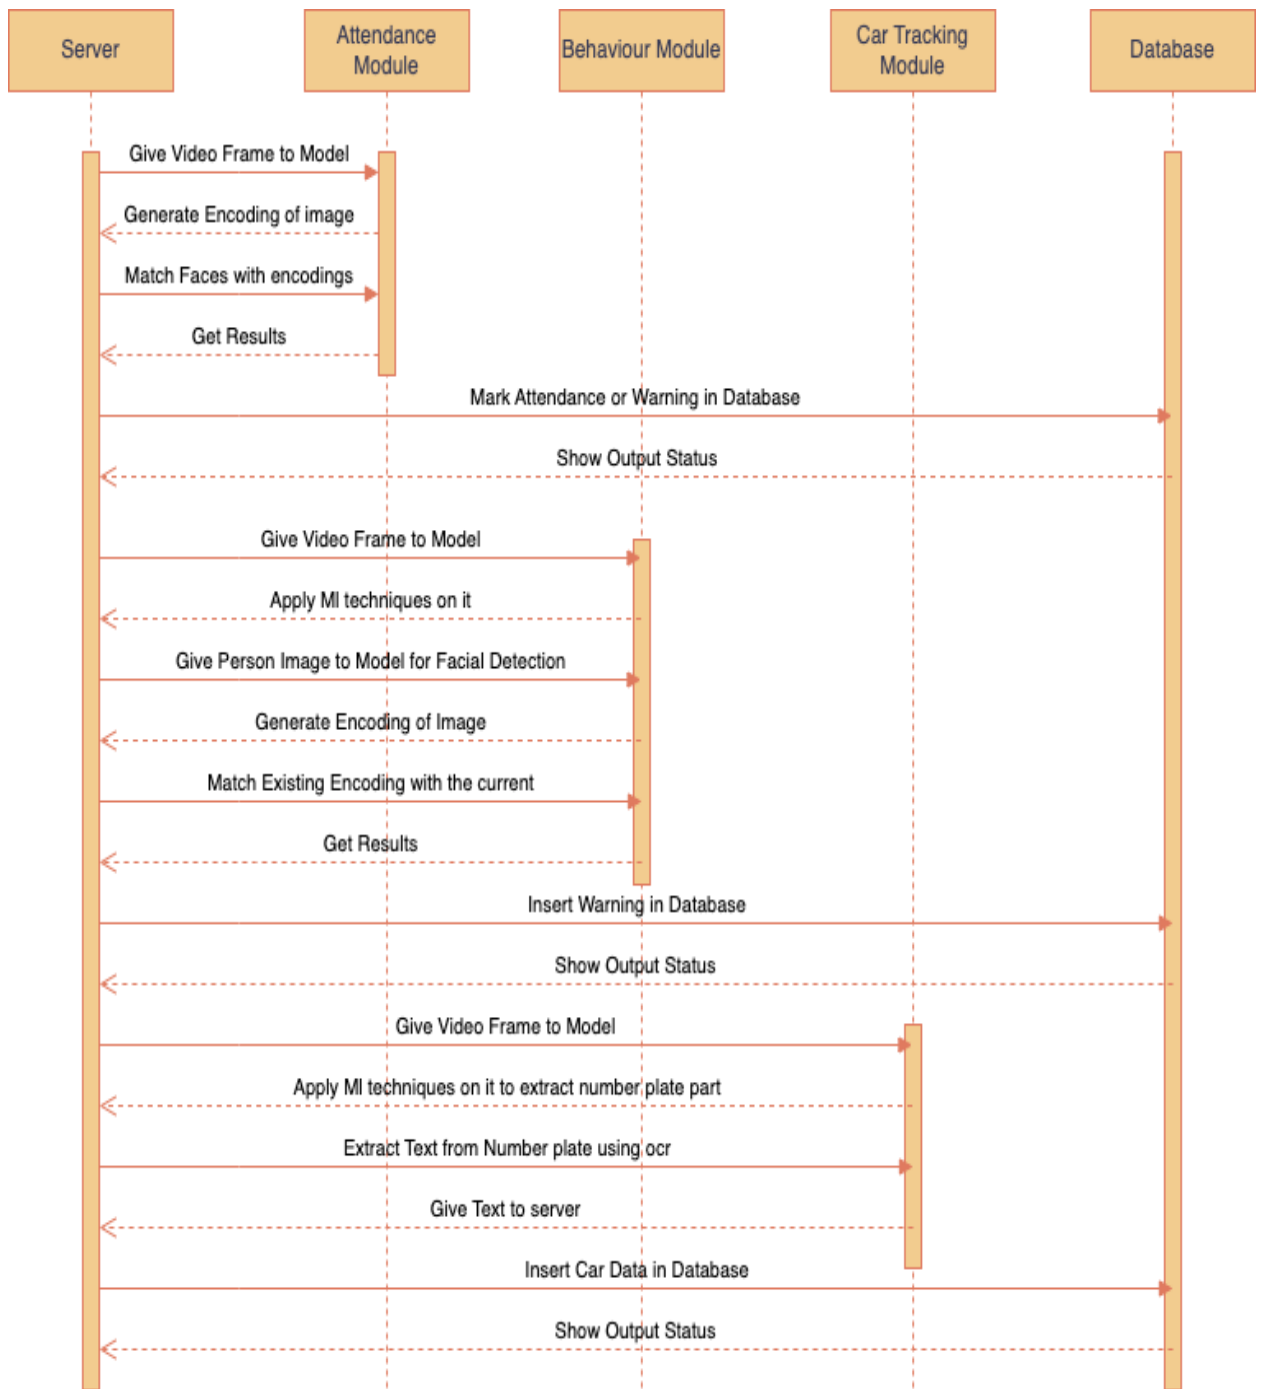 Server
Attendance
Module
Behaviour Module
Car Tracking
Module
Database
Give Video Frame to Model
Generate Encoding of image
Match Faces with encodings
Get Results
Mark Attendance or Warning in Database
Show Output Status
Give Video Frame to Model
Apply Ml techniques on it
Give Person Image to Model for Facial Detection
Generate Encoding of Image
Match Existing Encoding with the current
Get Results
Insert Warning in Database
Show Output Status
Give Video Frame to Model
Apply Ml techniques on it to extract number plate part
Extract Text from Number plate using ocr
Give Text to server
Insert Car Data in Database
Show Output Status